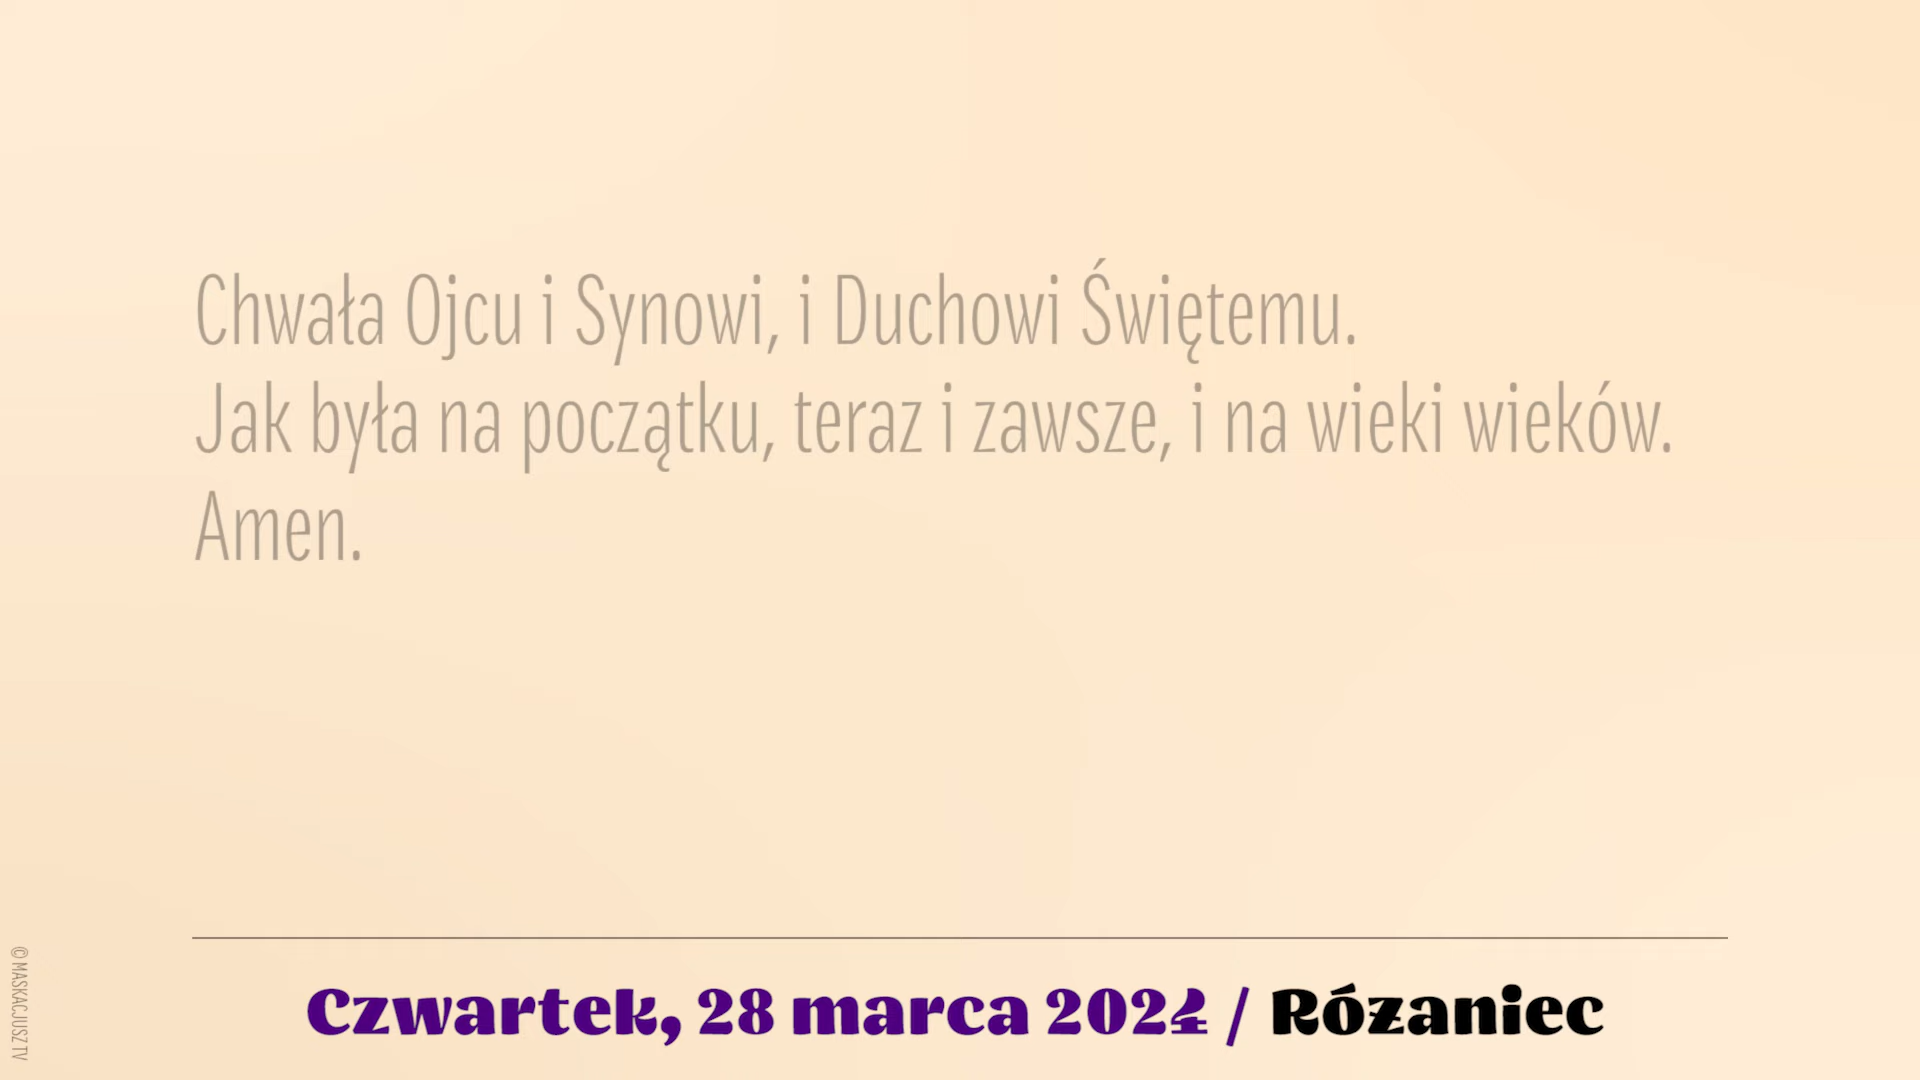 Chwała Ojcu i Synowi, i Duchowi Świętemu.
Jak była na początku, teraz i zawsze, i na wieki wieków.
Amen.
Czwartek, 28 marca 2024 / Różaniec
© MASKACJUSZ TV